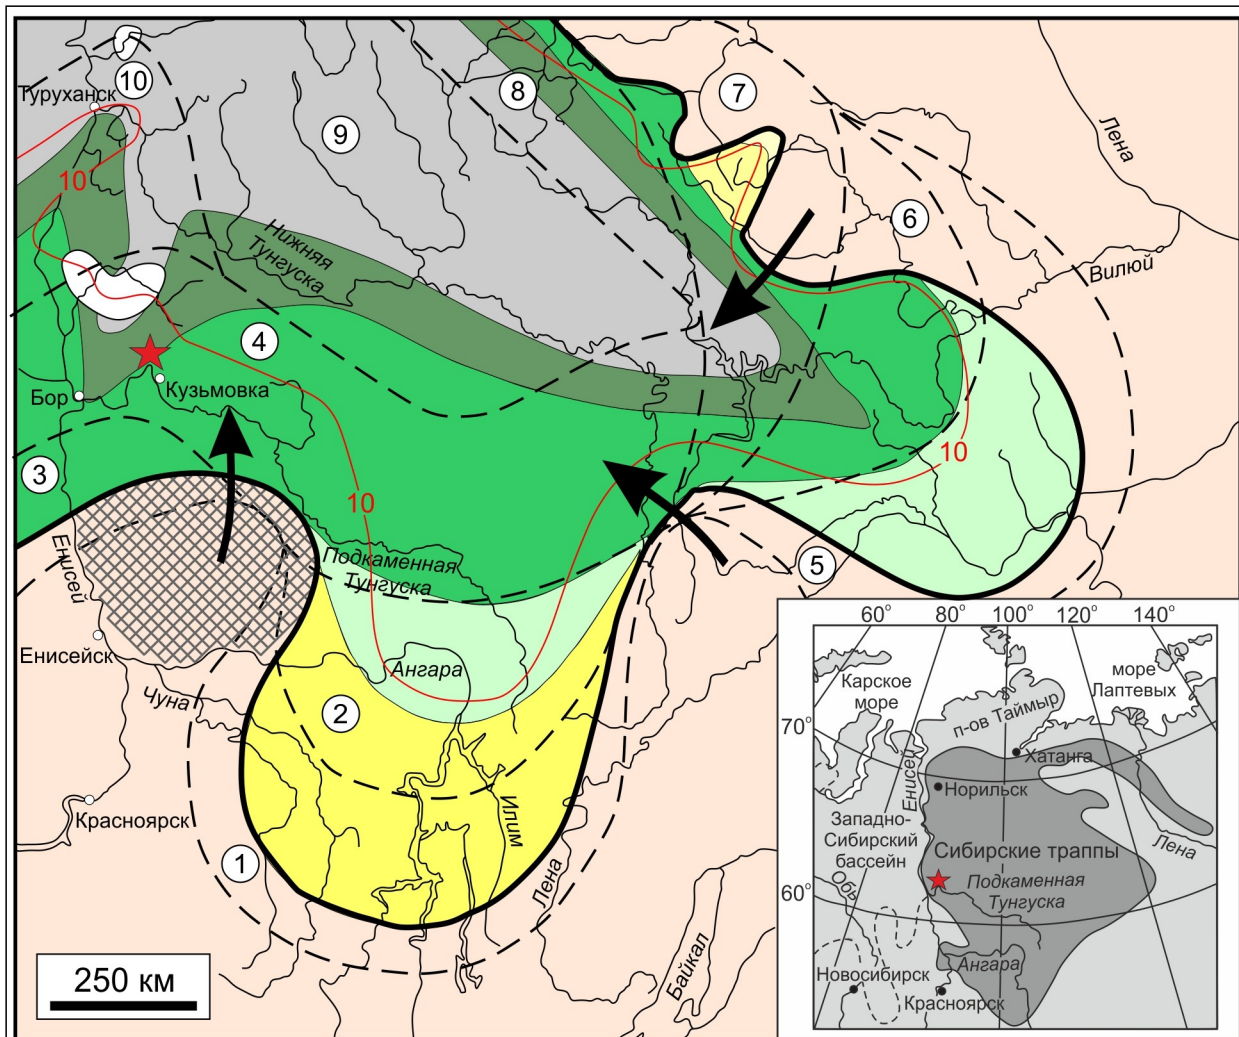 10
Туруханск
9
8
7
Лена
10
6
Нижняя
Тунгуска
Вилюй
4
Кузьмовка
Бор
3
10
10
Енисей
Подкаменная
Тунгуска
5
Енисейск
Ангара
Чуна
2
Илим
Красноярск
1
Лена
Байкал
250 км
60°
80°
100°
120°
140°
Карское
море
море
Лаптевых
п-ов Таймыр
70°
Хатанга
Енисей
Норильск
Западно-
Сибирский
бассейн
Лена
Сибирские траппы
60°
Обь
Подкаменная
Тунгуска
Ангара
Новосибирск
Красноярск